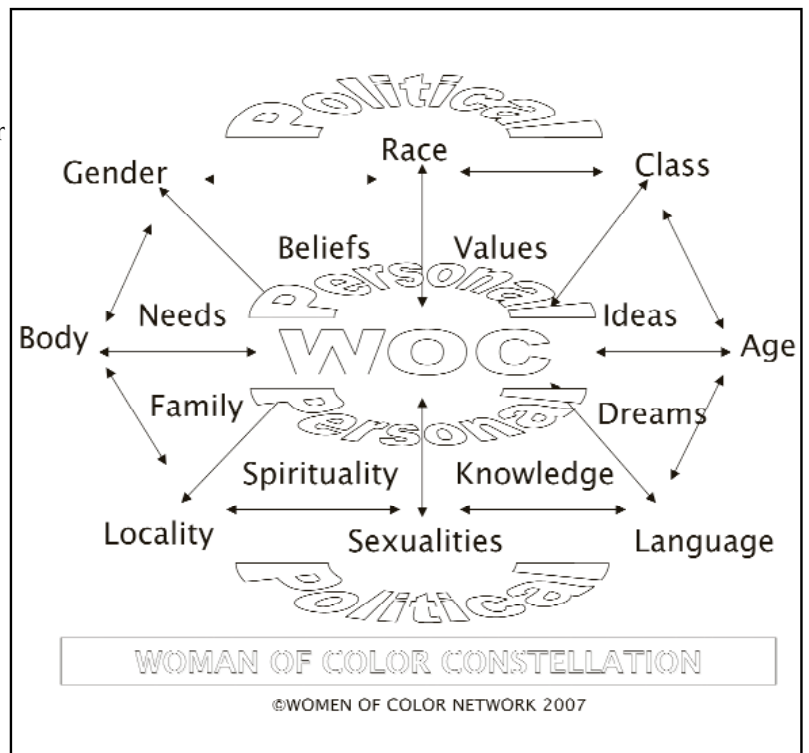 Political
r
Race
Gender
Class
Beliefs
Values
Personal
Needs
Ideas
Body
WOC
Age
Family
Dreams
Personal
Spirituality
Knowledge
Locality
Sexualities
Language
Political
WOMAN OF COLOR CONSTELLATION
©WOMEN OF COLOR NETWORK 2007